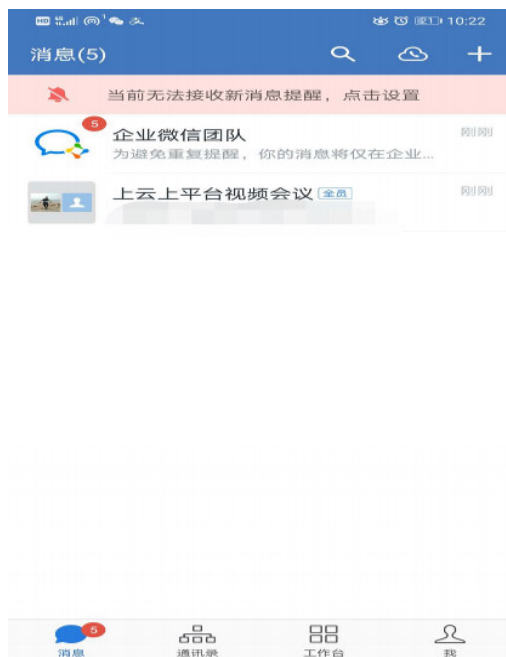 10:22
消息(5)
当前无法接收新消息提醒，点击设置
5
企业微信团队
刚刚
为避免重复提醒，你的消息将仅在企业...
上云上平台视频会议 全员
刚刚
5
消息
通讯录
工作台
我